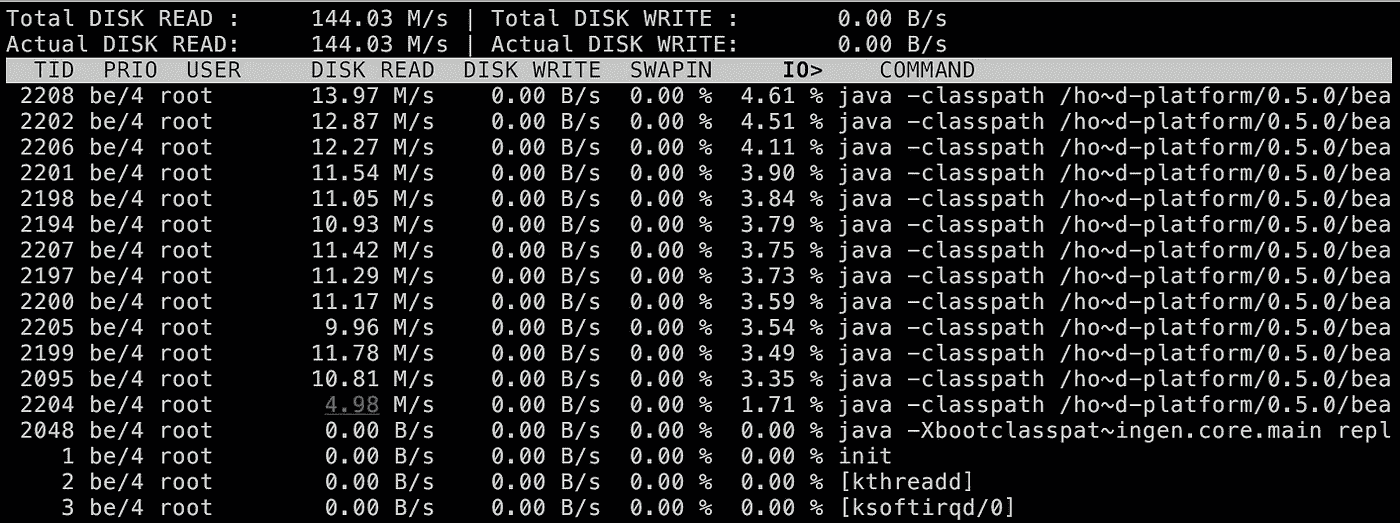 Total DISK READ :     144.03 M/s | Total DISK WRITE :       0.00 B/s
Actual DISK READ:     144.03 M/s | Actual DISK WRITE:       0.00 B/s
TID  PRIO  USER     DISK READ  DISK WRITE  SWAPIN     IO>    COMMAND
2208 be/4 root       13.97 M/s    0.00 B/s  0.00 %  4.61 % java -classpath /ho~d-platform/0.5.0/bea
2202 be/4 root       12.87 M/s    0.00 B/s  0.00 %  4.51 % java -classpath /ho~d-platform/0.5.0/bea
2206 be/4 root       12.27 M/s    0.00 B/s  0.00 %  4.11 % java -classpath /ho~d-platform/0.5.0/bea
2201 be/4 root       11.54 M/s    0.00 B/s  0.00 %  3.90 % java -classpath /ho~d-platform/0.5.0/bea
2198 be/4 root       11.05 M/s    0.00 B/s  0.00 %  3.84 % java -classpath /ho~d-platform/0.5.0/bea
2194 be/4 root       10.93 M/s    0.00 B/s  0.00 %  3.79 % java -classpath /ho~d-platform/0.5.0/bea
2207 be/4 root       11.42 M/s    0.00 B/s  0.00 %  3.75 % java -classpath /ho~d-platform/0.5.0/bea
2197 be/4 root       11.29 M/s    0.00 B/s  0.00 %  3.73 % java -classpath /ho~d-platform/0.5.0/bea
2200 be/4 root       11.17 M/s    0.00 B/s  0.00 %  3.59 % java -classpath /ho~d-platform/0.5.0/bea
2205 be/4 root        9.96 M/s    0.00 B/s  0.00 %  3.54 % java -classpath /ho~d-platform/0.5.0/bea
2199 be/4 root       11.78 M/s    0.00 B/s  0.00 %  3.49 % java -classpath /ho~d-platform/0.5.0/bea
2095 be/4 root       10.81 M/s    0.00 B/s  0.00 %  3.35 % java -classpath /ho~d-platform/0.5.0/bea
2204 be/4 root        4.98 M/s    0.00 B/s  0.00 %  1.71 % java -classpath /ho~d-platform/0.5.0/bea
2048 be/4 root        0.00 B/s    0.00 B/s  0.00 %  0.00 % java -Xbootclasspat~ingen.core.main repl
1 be/4 root        0.00 B/s    0.00 B/s  0.00 %  0.00 % init
2 be/4 root        0.00 B/s    0.00 B/s  0.00 %  0.00 % [kthreadd]
3 be/4 root        0.00 B/s    0.00 B/s  0.00 %  0.00 % [ksoftirqd/0]